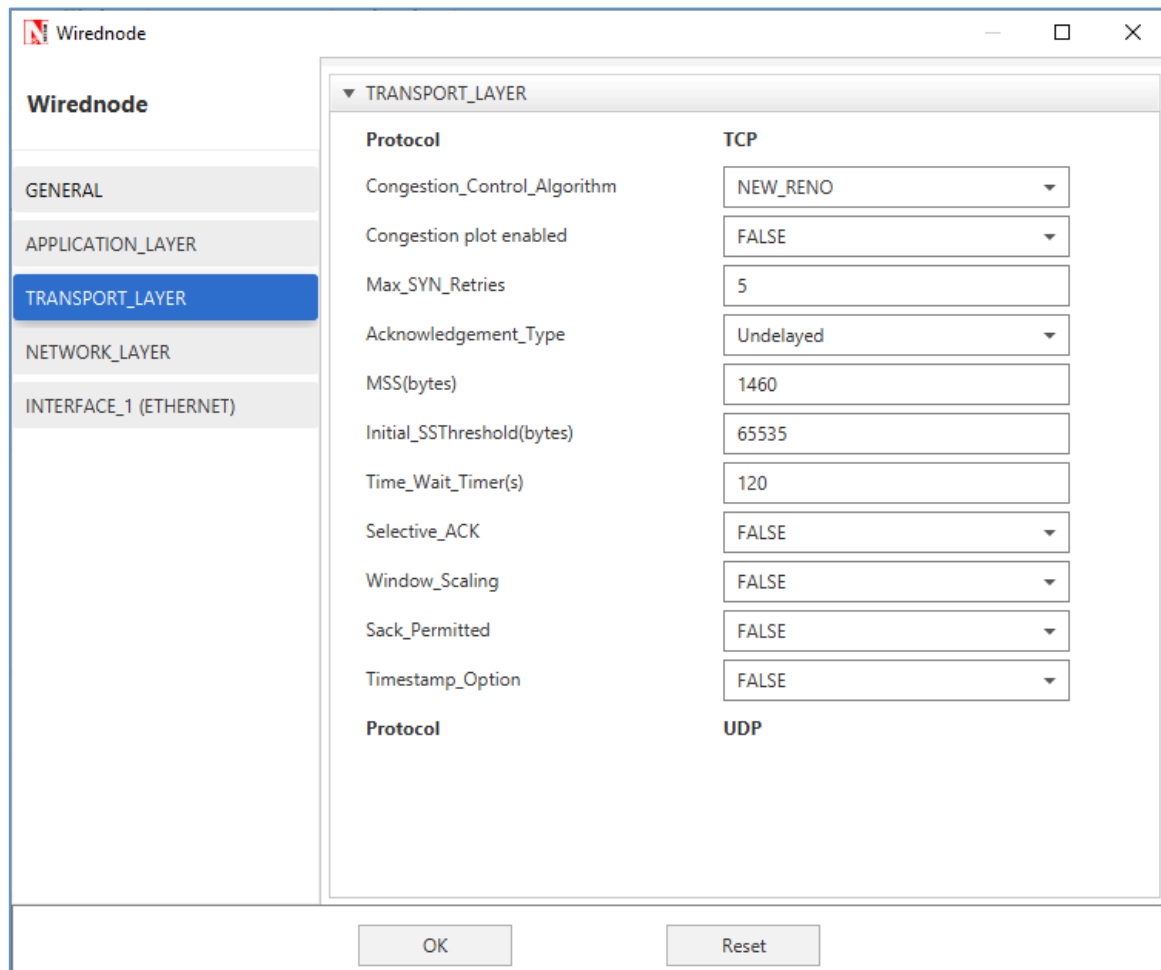 Wirednode
Wirednode
GENERAL
APPLICATION_LAYER
TRANSPORT_LAYER
NETWORK_LAYER
INTERFACE_1 (ETHERNET)
TRANSPORT_LAYER
Protocol TCP
Congestion_Control_Algorithm NEW_RENO
Congestion plot enabled FALSE
Max_SYN_Retries 5
Acknowledgement_Type Undelayed
MSS(bytes) 1460
Initial_SSThreshold(bytes) 65535
Time_Wait_Timer(s) 120
Selective_ACK FALSE
Window_Scaling FALSE
Sack_Permitted FALSE
Timestamp_Option FALSE
Protocol UDP
OK Reset